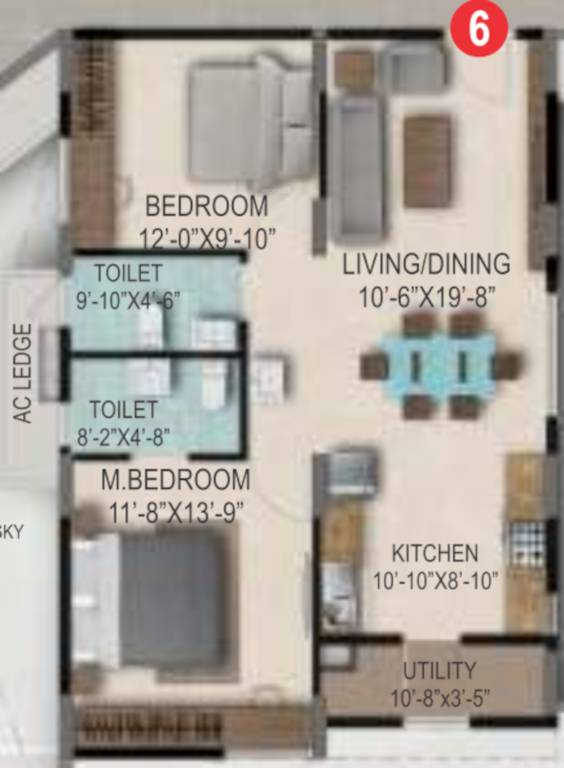 6
BEDROOM
12'-0"X9'-10"
TOILET
9'-10"X4'-6"
LIVING/DINING
10'-6"X19'-8"
AC LEDGE
TOILET
8'-2"X4'-8"
M.BEDROOM
11'-8"X13'-9"
SKY
KITCHEN
10'-10"X8'-10"
UTILITY
10'-8"x3'-5"